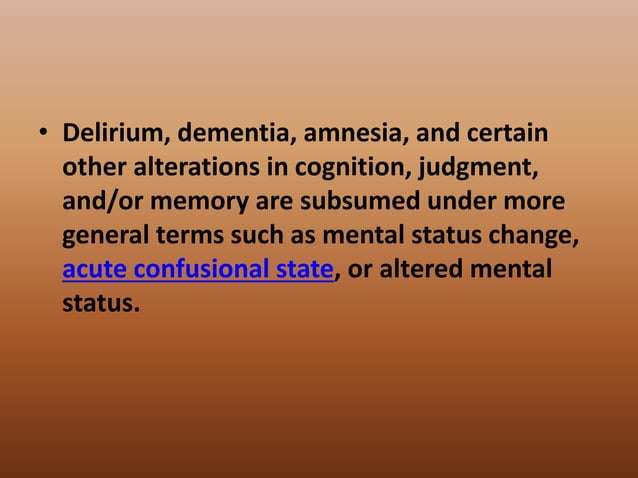 • Delirium, dementia, amnesia, and certain
other alterations in cognition, judgment,
and/or memory are subsumed under more
general terms such as mental status change,
acute confusional state, or altered mental
status.